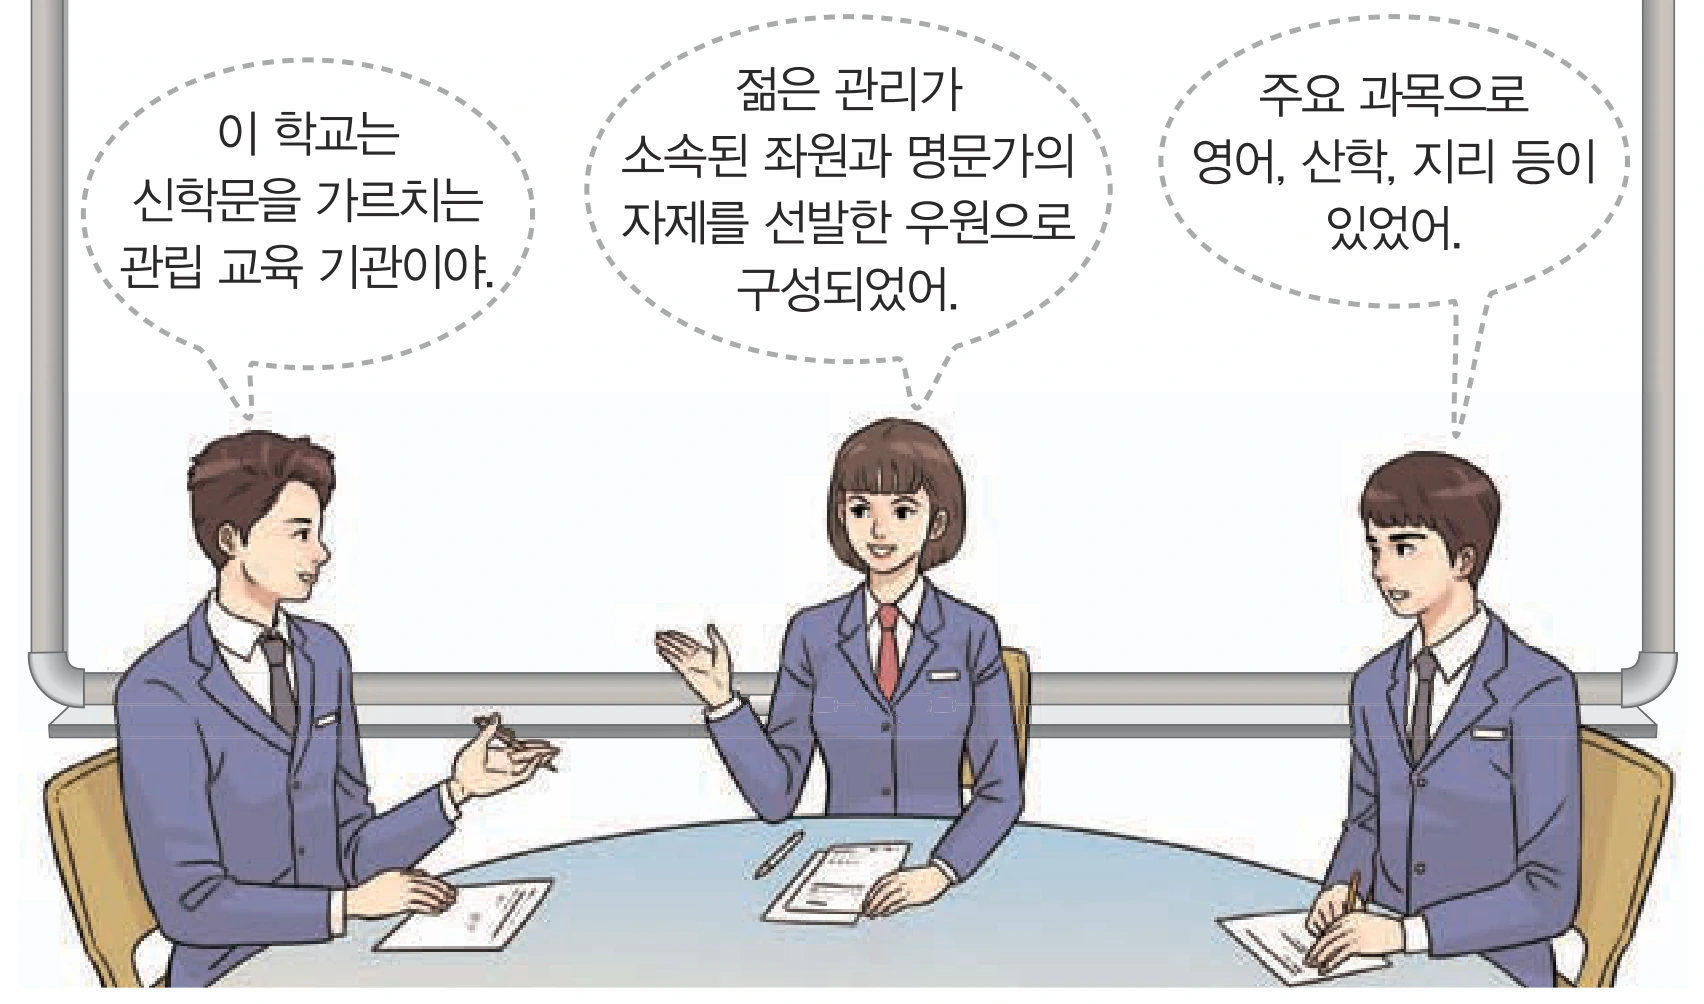 이 학교는
신학문을 가르치는
관립 교육 기관이야.
젊은 관리가
소속된 좌원과 명문가의
자제를 선발한 우원으로
구성되었어.
주요 과목으로
영어, 산학, 지리 등이
있었어.